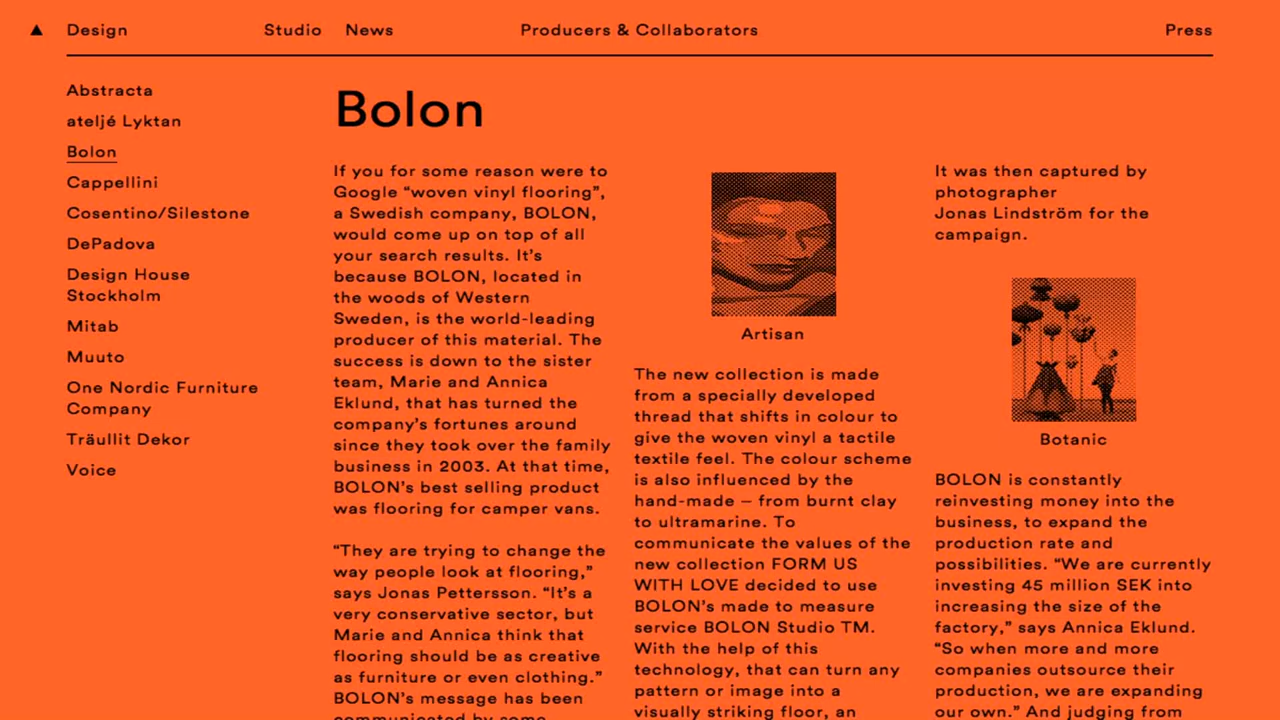 ▲ Design Studio News Producers & Collaborators Press
Abstracta
ateljé Lyktan
Bolon
Cappellini
Cosentino/Silestone
DePadova
Design House
Stockholm
Mitab
Muuto
One Nordic Furniture
Company
Träullit Dekor
Voice
Bolon
If you for some reason were to
Google “woven vinyl flooring”,
a Swedish company, BOLON,
would come up on top of all
your search results. It’s
because BOLON, located in
the woods of Western
Sweden, is the world-leading
producer of this material. The
success is down to the sister
team, Marie and Annica
Eklund, that has turned the
company’s fortunes around
since they took over the family
business in 2003. At that time,
BOLON’s best selling product
was flooring for camper vans.
“They are trying to change the
way people look at flooring,”
says Jonas Pettersson. “It’s a
very conservative sector, but
Marie and Annica think that
flooring should be as creative
as furniture or even clothing.”
BOLON’s message has been
communicated by some
Artisan
The new collection is made
from a specially developed
thread that shifts in colour to
give the woven vinyl a tactile
textile feel. The colour scheme
is also influenced by the
hand-made – from burnt clay
to ultramarine. To
communicate the values of the
new collection FORM US
WITH LOVE decided to use
BOLON’s made to measure
service BOLON Studio TM.
With the help of this
technology, that can turn any
pattern or image into a
visually striking floor, an
It was then captured by
photographer
Jonas Lindström for the
campaign.
Botanic
BOLON is constantly
reinvesting money into the
business, to expand the
production rate and
possibilities. “We are currently
investing 45 million SEK into
increasing the size of the
factory,” says Annica Eklund.
“So when more and more
companies outsource their
production, we are expanding
our own.” And judging from